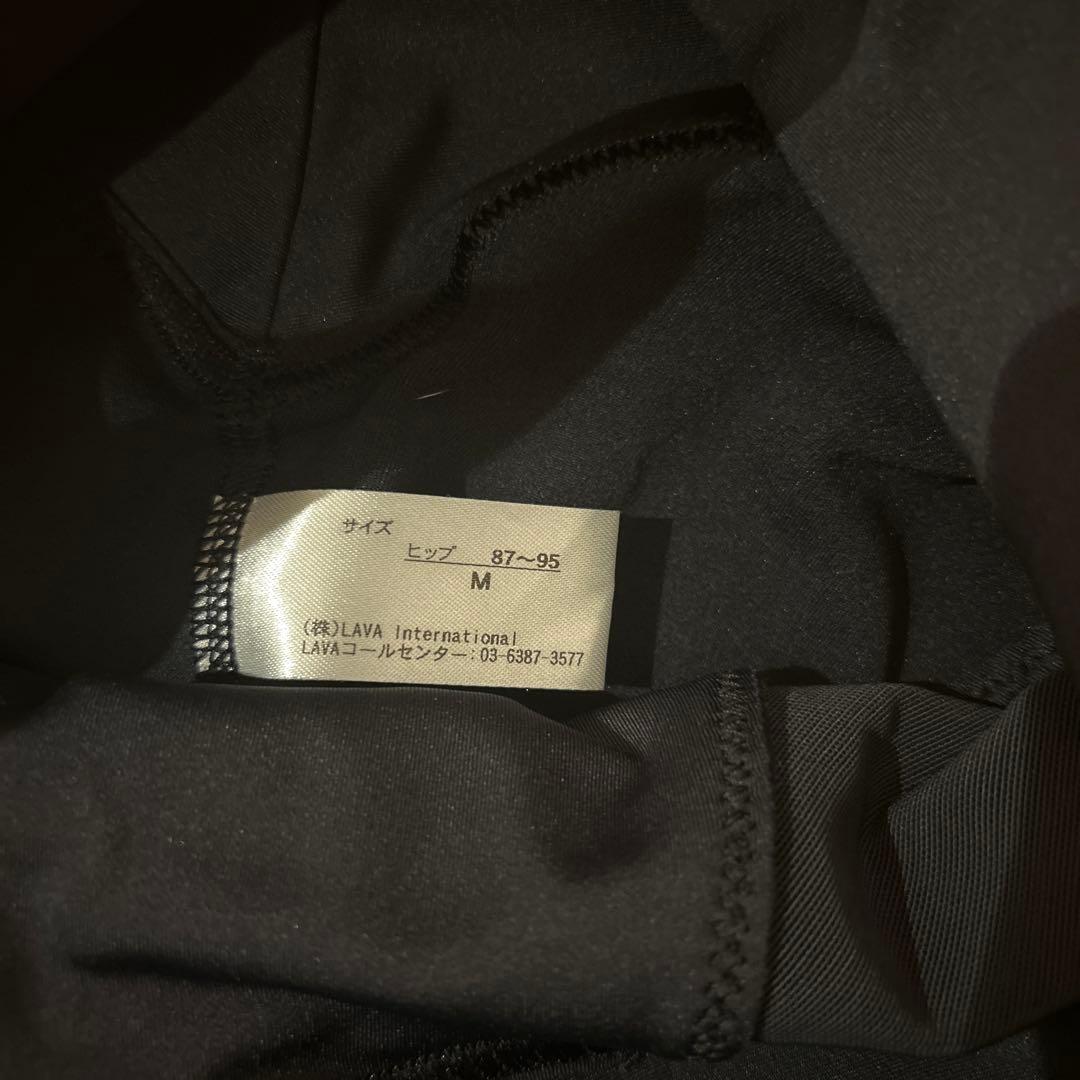 サイズ
ヒップ 87～95
M
(株)LAVA International
LAVAコールセンター:03-6387-3577